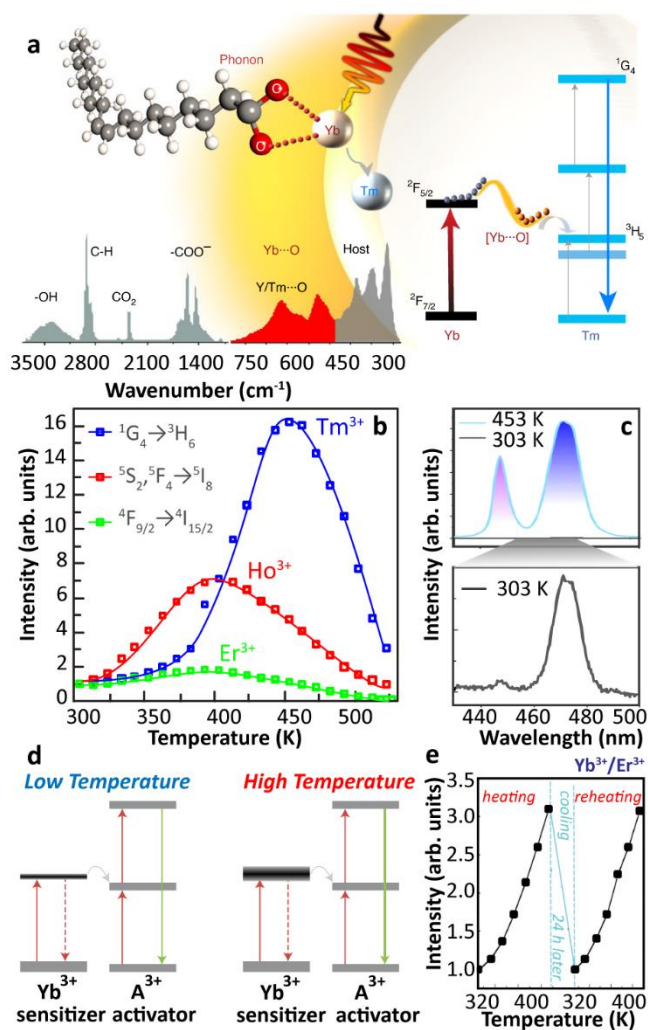 a
Phonon
O
O
Yb
Tm
-OH
C-H
CO2
-COO⁻
Yb···O
Y/Tm···O
Host
3500 2800 2100 1400 750 600 450 300
Wavenumber (cm⁻¹)
¹G₄
²F₅/₂
[Yb···O]
³H₅
²F₇/₂
Yb
Tm
b
¹G₄→³H₆
⁵S₂,⁵F₄→⁵I₈
⁴F₉/₂→⁴I₁₅/₂
Tm³⁺
Ho³⁺
Er³⁺
Intensity (arb. units)
16
14
12
10
8
6
4
2
0
300 350 400 450 500
Temperature (K)
c
453 K
303 K
303 K
Intensity (arb. units)
440 460 480 500
Wavelength (nm)
d
Low Temperature
High Temperature
Yb³⁺ A³⁺
sensitizer activator
Yb³⁺ A³⁺
sensitizer activator
e
Yb³⁺/Er³⁺
heating
cooling
24 h later
reheating
Intensity (arb. units)
3.5
3.0
2.5
2.0
1.5
1.0
320 400 320 400
Temperature (K)